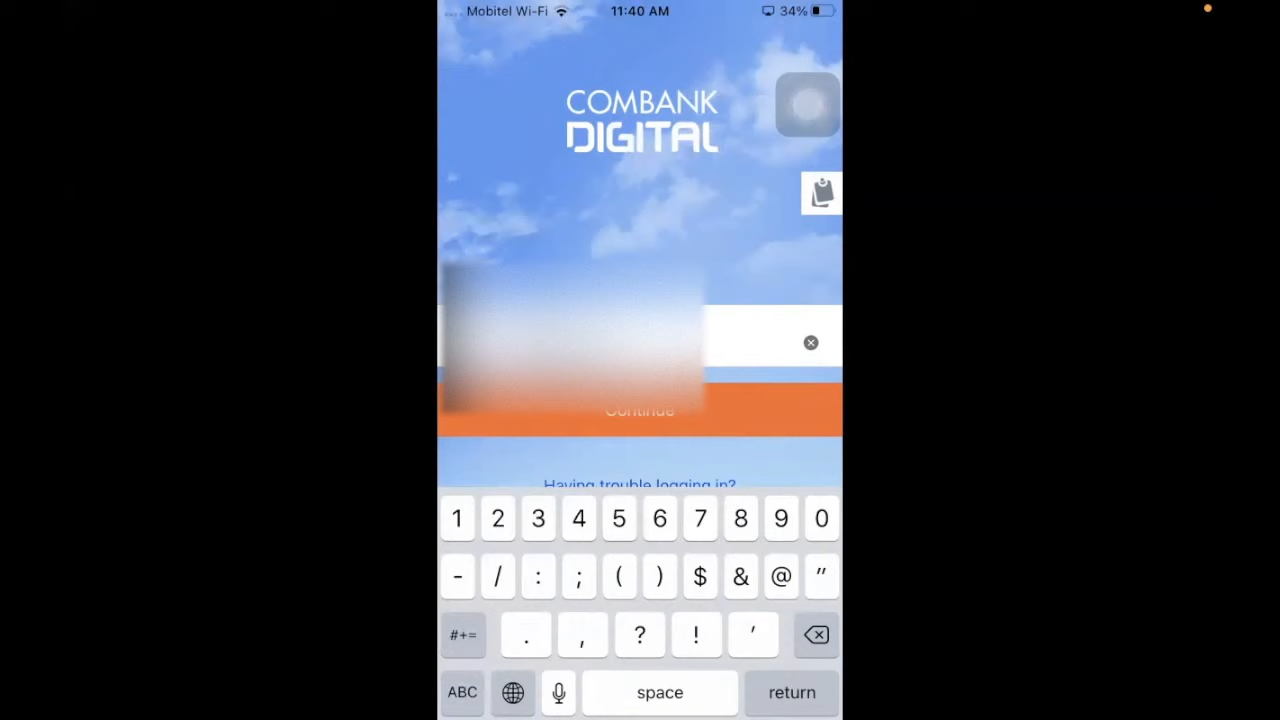 Mobitel Wi-Fi 11:40 AM 34%
COMBANK
DIGITAL
Continue
Having trouble logging in?
1 2 3 4 5 6 7 8 9 0
- / : ; ( ) $ & @ "
#+= . , ? ! '
ABC space return